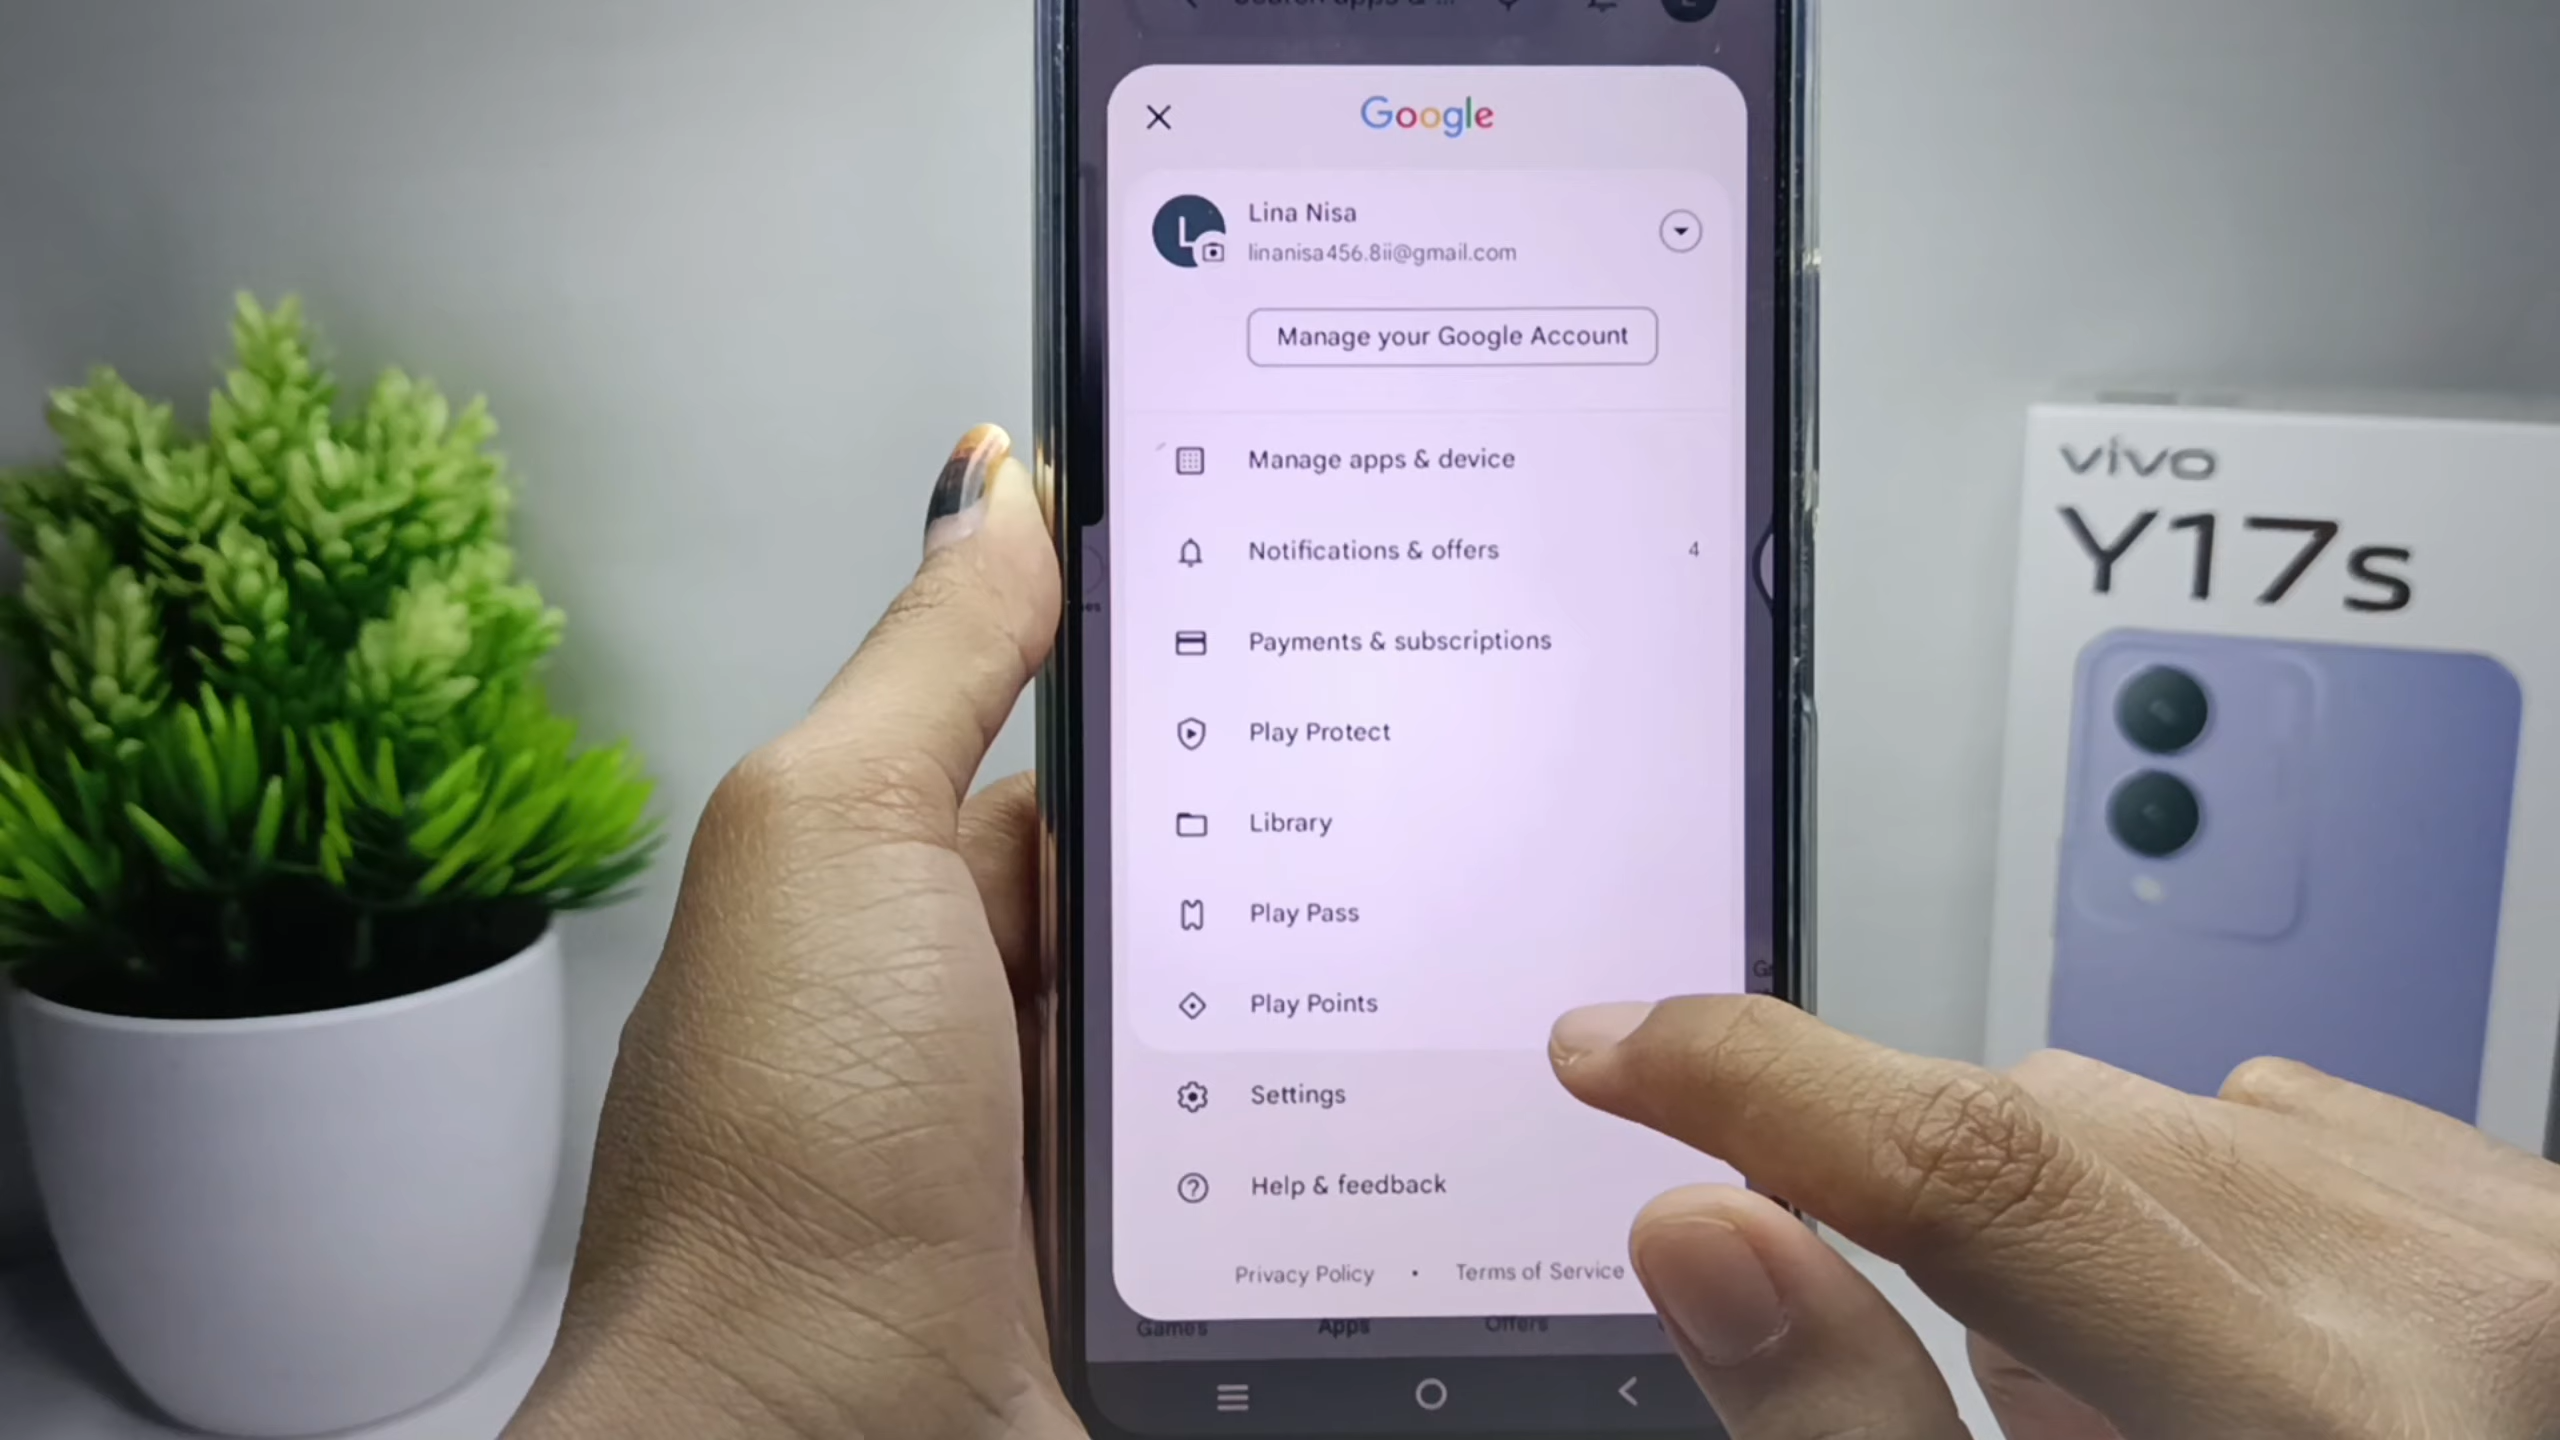 Search apps & ...
Google
L
Lina Nisa
linanisa456.8ii@gmail.com
Manage your Google Account
Manage apps & device
Notifications & offers 4
Payments & subscriptions
Play Protect
Library
Play Pass
Play Points
Settings
Help & feedback
Privacy Policy • Terms of Service
Games Apps Offers
vivo
Y17s